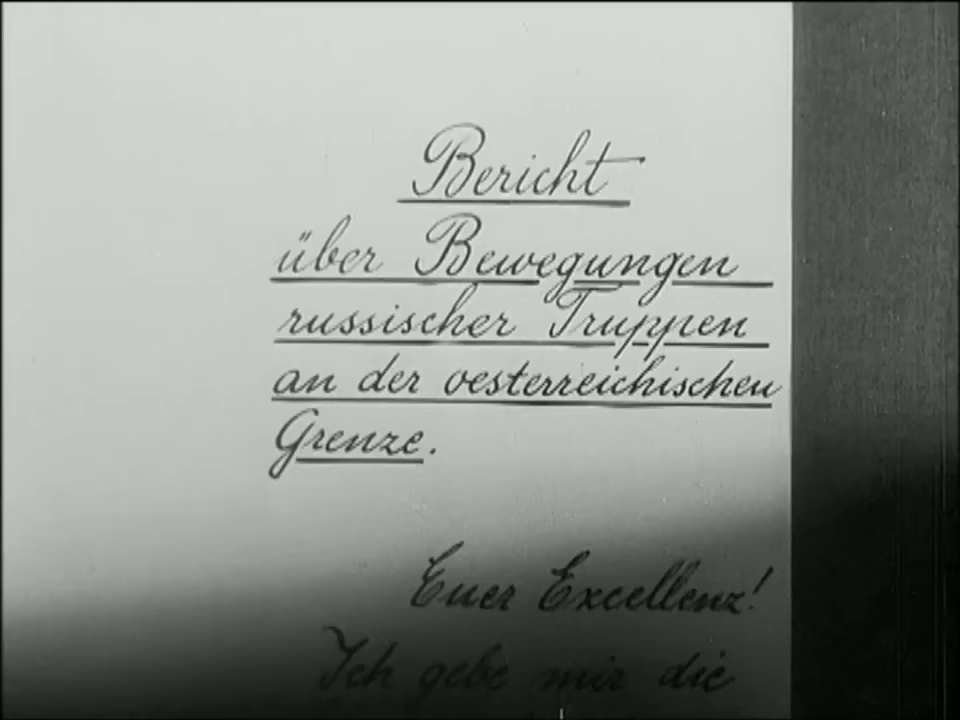 Bericht
über Bewegungen
russischer Truppen
an der oesterreichischen
Grenze.
Euer Excellenz!
Ich gebe mir die